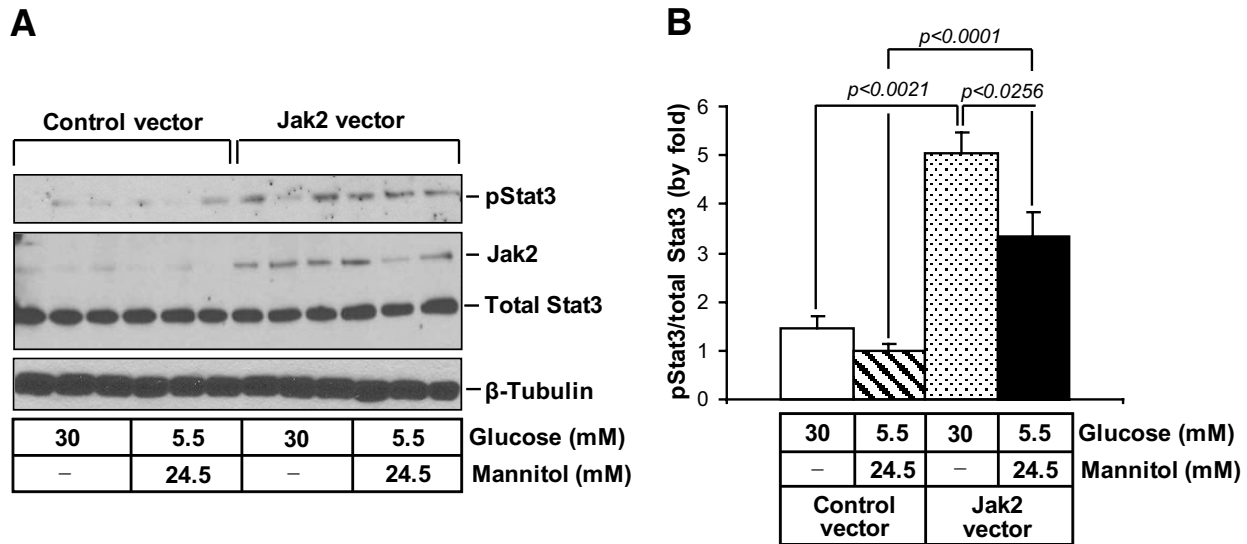 A
Control vector
Jak2 vector
pStat3
Jak2
Total Stat3
β-Tubulin
30 5.5 30 5.5 Glucose (mM)
– 24.5 – 24.5 Mannitol (mM)
B
p<0.0001
p<0.0021 p<0.0256
pStat3/total Stat3 (by fold)
6
5
4
3
2
1
0
30 5.5 30 5.5 Glucose (mM)
– 24.5 – 24.5 Mannitol (mM)
Control vector
Jak2 vector